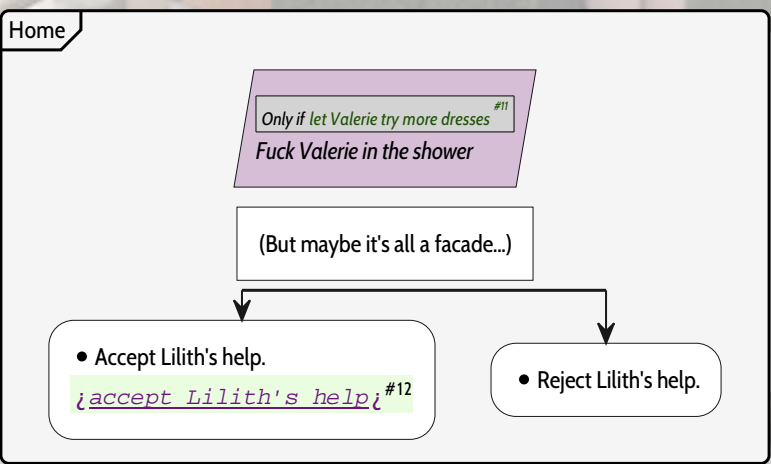 Home
Only if let Valerie try more dresses #11
Fuck Valerie in the shower
(But maybe it's all a facade...)
• Accept Lilith's help.
¿accept Lilith's help¿ #12
• Reject Lilith's help.